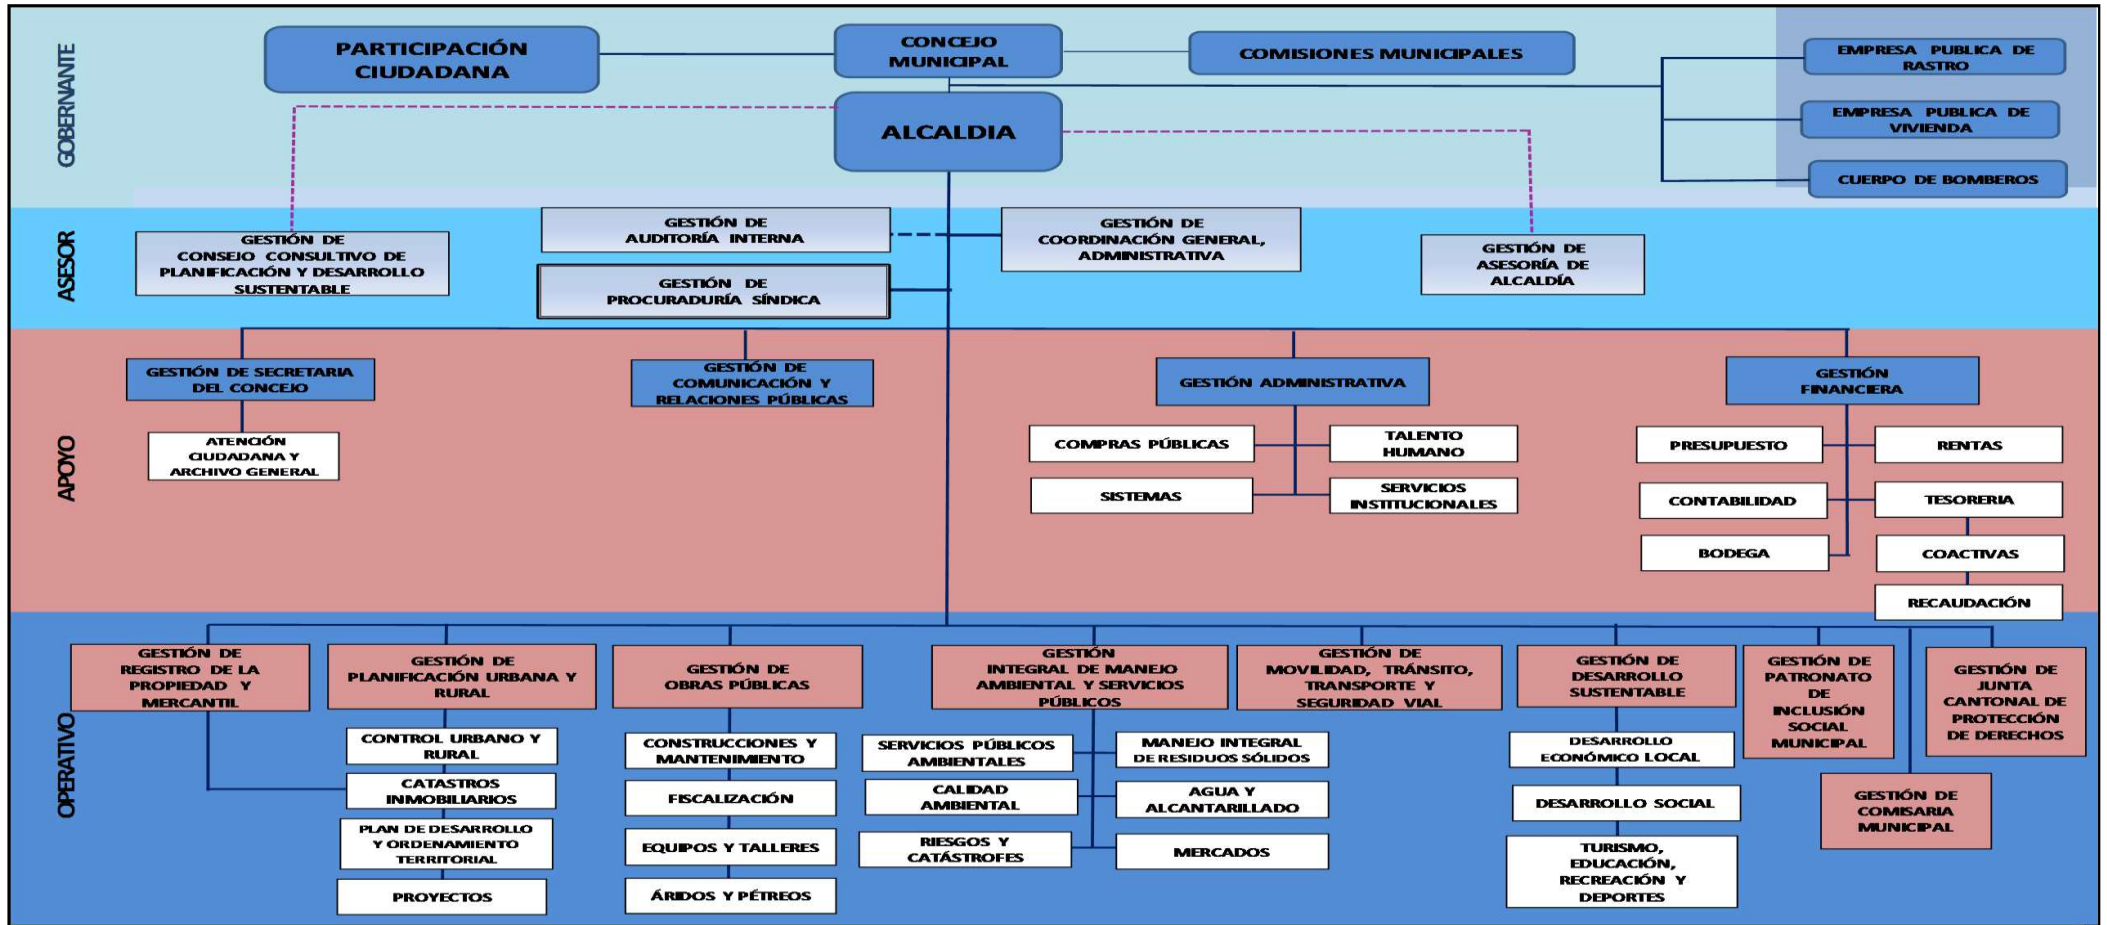 GOBERNANTE
PARTICIPACIÓN
CIUDADANA
CONCEJO
MUNICIPAL
COMISIONES MUNICIPALES
EMPRESA PUBLICA DE
RASTRO
ALCALDIA
EMPRESA PUBLICA DE
VIVIENDA
CUERPO DE BOMBEROS
ASESOR
GESTIÓN DE
CONSEJO CONSULTIVO DE
PLANIFICACIÓN Y DESARROLLO
SUSTENTABLE
GESTIÓN DE
AUDITORÍA INTERNA
GESTIÓN DE
PROCURADURÍA SÍNDICA
GESTIÓN DE
COORDINACIÓN GENERAL,
ADMINISTRATIVA
GESTIÓN DE
ASESORÍA DE
ALCALDÍA
APOYO
GESTIÓN DE SECRETARIA
DEL CONCEJO
ATENCIÓN
CIUDADANA Y
ARCHIVO GENERAL
GESTIÓN DE
COMUNICACIÓN Y
RELACIONES PÚBLICAS
GESTIÓN ADMINISTRATIVA
COMPRAS PÚBLICAS
TALENTO
HUMANO
SISTEMAS
SERVICIOS
INSTITUCIONALES
GESTIÓN
FINANCIERA
PRESUPUESTO
RENTAS
CONTABILIDAD
TESORERIA
BODEGA
COACTIVAS
RECAUDACIÓN
OPERATIVO
GESTIÓN DE
REGISTRO DE LA
PROPIEDAD Y
MERCANTIL
GESTIÓN DE
PLANIFICACIÓN URBANA Y
RURAL
CONTROL URBANO Y
RURAL
CATASTROS
INMOBILIARIOS
PLAN DE DESARROLLO
Y ORDENAMIENTO
TERRITORIAL
PROYECTOS
GESTIÓN DE
OBRAS PÚBLICAS
CONSTRUCCIONES Y
MANTENIMIENTO
FISCALIZACIÓN
EQUIPOS Y TALLERES
ÁRIDOS Y PÉTREOS
GESTIÓN
INTEGRAL DE MANEJO
AMBIENTAL Y SERVICIOS
PÚBLICOS
SERVICIOS PÚBLICOS
AMBIENTALES
MANEJO INTEGRAL
DE RESIDUOS SÓLIDOS
CALIDAD
AMBIENTAL
AGUA Y
ALCANTARILLADO
RIESGOS Y
CATÁSTROFES
MERCADOS
GESTIÓN DE
MOVILIDAD, TRÁNSITO,
TRANSPORTE Y
SEGURIDAD VIAL
GESTIÓN DE
DESARROLLO
SUSTENTABLE
DESARROLLO
ECONÓMICO LOCAL
DESARROLLO SOCIAL
TURISMO,
EDUCACIÓN,
RECREACIÓN Y
DEPORTES
GESTIÓN DE
PATRONATO
DE
INCLUSIÓN
SOCIAL
MUNICIPAL
GESTIÓN DE
COMISARIA
MUNICIPAL
GESTIÓN DE
JUNTA
CANTONAL DE
PROTECCIÓN
DE DERECHOS